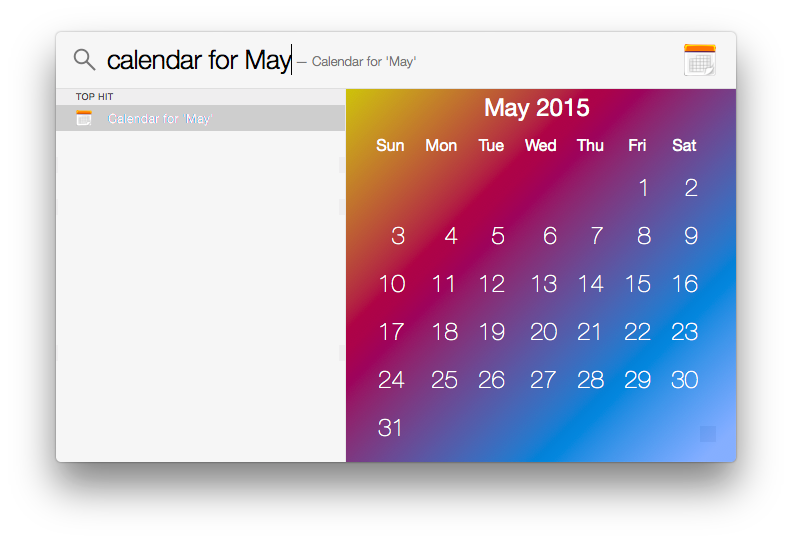 calendar for May — Calendar for 'May'
TOP HIT
Calendar for 'May'
May 2015
Sun Mon Tue Wed Thu Fri Sat
1 2
3 4 5 6 7 8 9
10 11 12 13 14 15 16
17 18 19 20 21 22 23
24 25 26 27 28 29 30
31